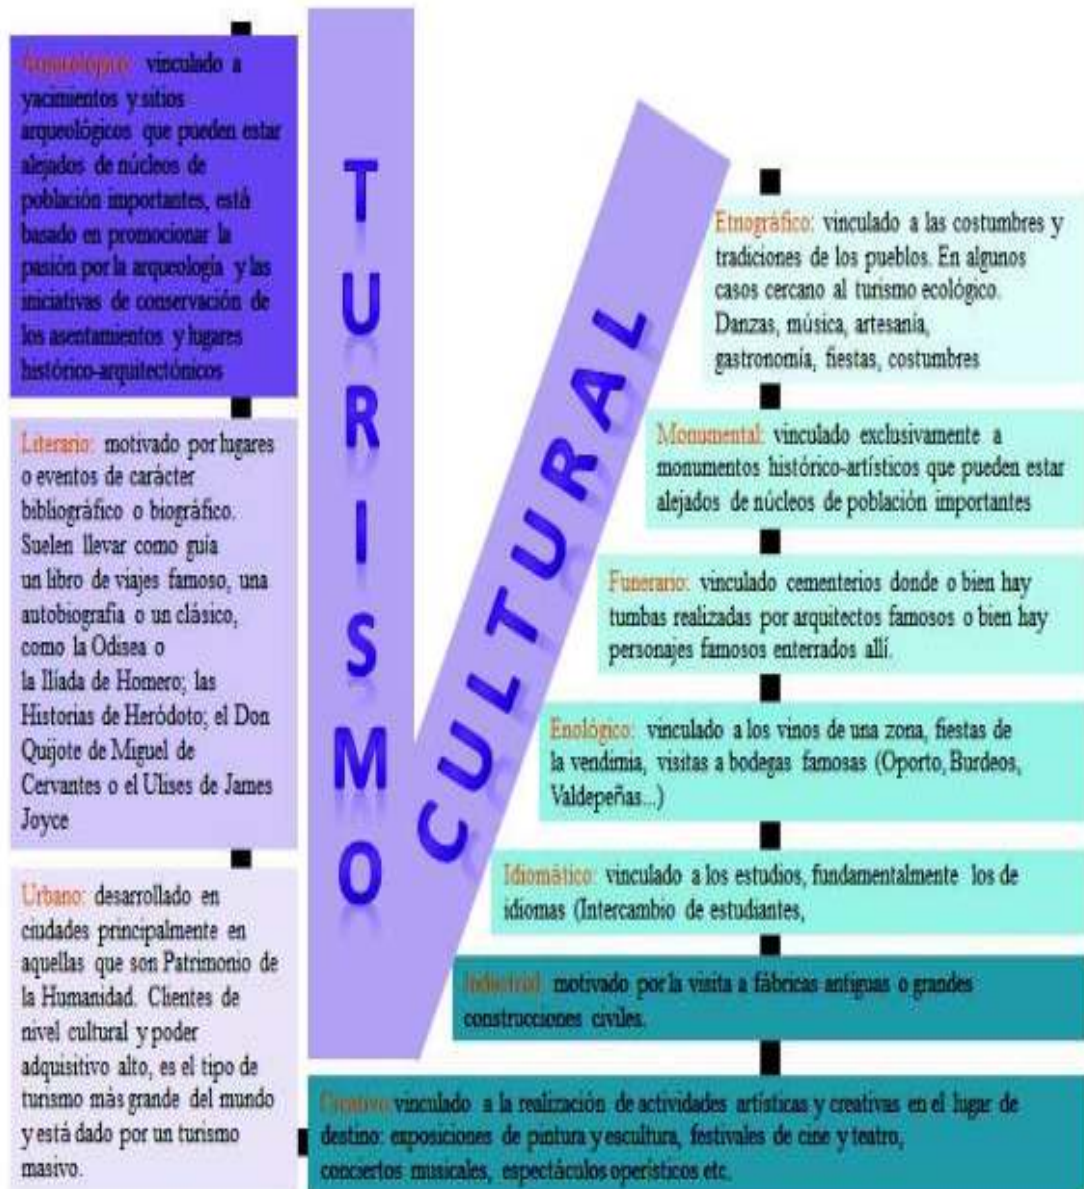 Arqueológico: vinculado a
yacimientos y sitios
arqueológicos que pueden estar
alejados de núcleos de
población importantes, está
basado en promocionar la
pasión por la arqueología y las
iniciativas de conservación de
los asentamientos y lugares
histórico-arquitectónicos
Literario: motivado por lugares
o eventos de carácter
bibliográfico o biográfico.
Suelen llevar como guía
un libro de viajes famoso, una
autobiografía o un clásico,
como la Odisea o
la Ilíada de Homero; las
Historias de Heródoto; el Don
Quijote de Miguel de
Cervantes o el Ulises de James
Joyce
Urbano: desarrollado en
ciudades principalmente en
aquellas que son Patrimonio de
la Humanidad. Clientes de
nivel cultural y poder
adquisitivo alto, es el tipo de
turismo más grande del mundo
y está dado por un turismo
masivo.
TURISMO
CULTURAL
Etnográfico: vinculado a las costumbres y
tradiciones de los pueblos. En algunos
casos cercano al turismo ecológico.
Danzas, música, artesanía,
gastronomía, fiestas, costumbres
Monumental: vinculado exclusivamente a
monumentos histórico-artísticos que pueden estar
alejados de núcleos de población importantes
Funerario: vinculado cementerios donde o bien hay
tumbas realizadas por arquitectos famosos o bien hay
personajes famosos enterrados allí.
Enológico: vinculado a los vinos de una zona, fiestas de
la vendimia, visitas a bodegas famosas (Oporto, Burdeos,
Valdepeñas...)
Idiomático: vinculado a los estudios, fundamentalmente los de
idiomas (Intercambio de estudiantes,
Industrial: motivado por la visita a fábricas antiguas o grandes
construcciones civiles.
Creativo: vinculado a la realización de actividades artísticas y creativas en el lugar de
destino: exposiciones de pintura y escultura, festivales de cine y teatro,
conciertos musicales, espectáculos operísticos etc.